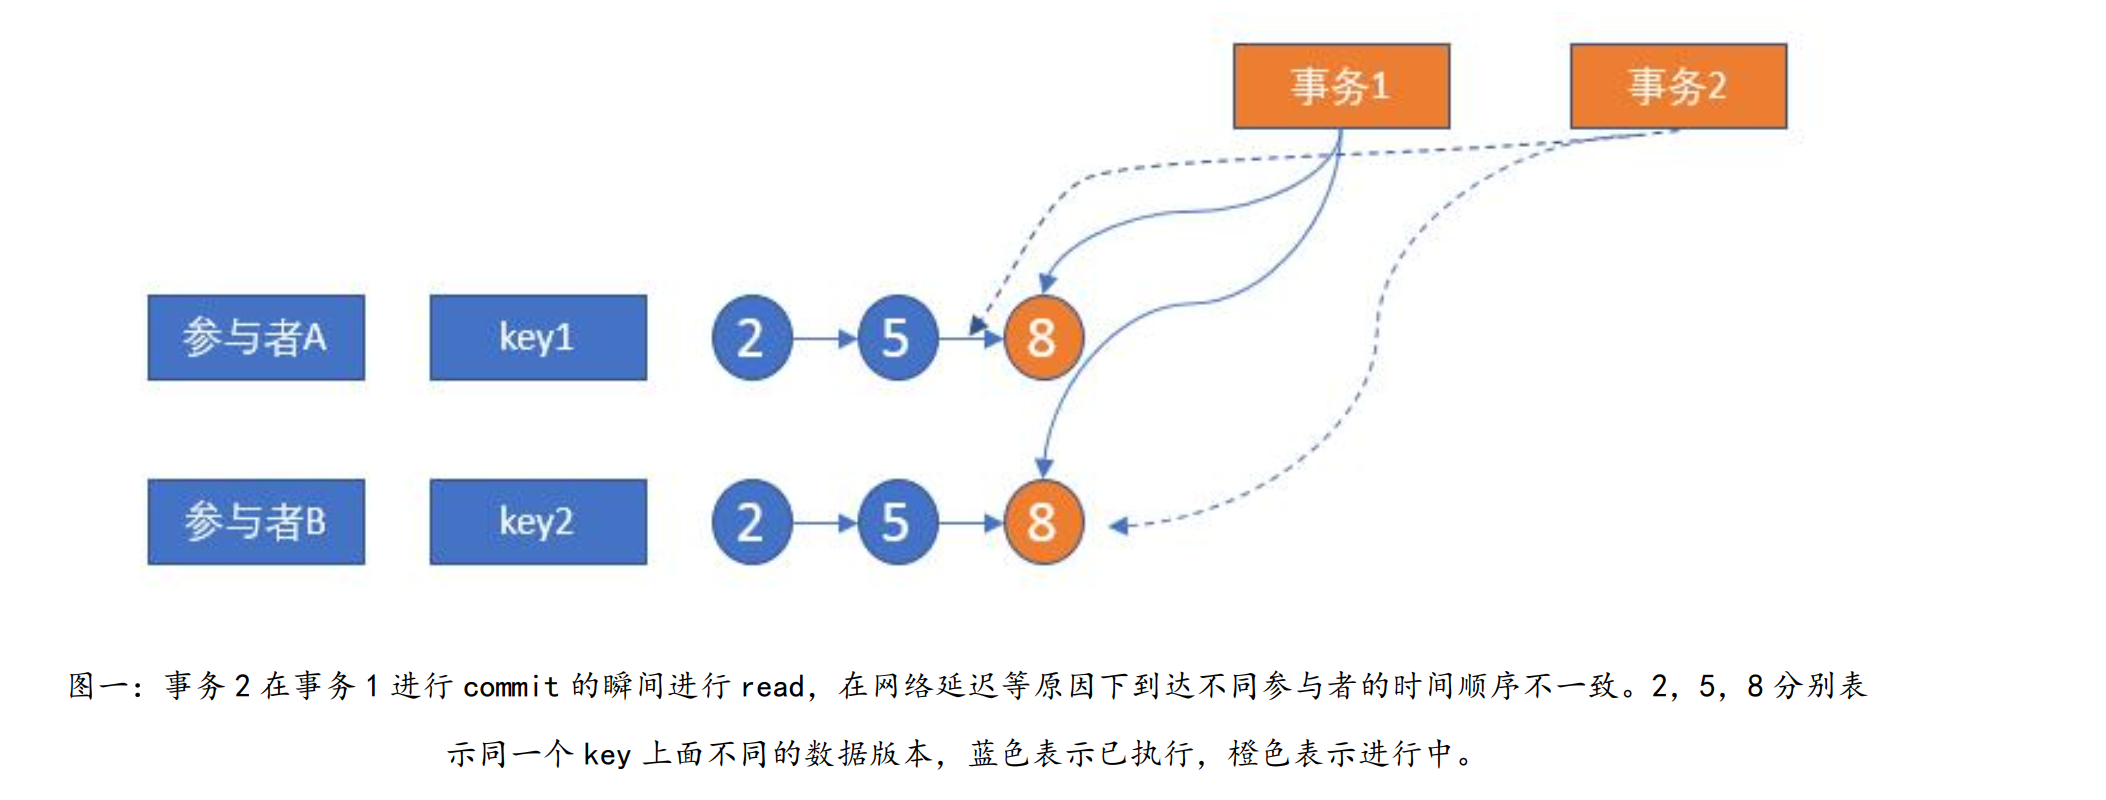 事务1
事务2
参与者A
key1
2
5
8
参与者B
key2
2
5
8
图一：事务2在事务1进行commit的瞬间进行read，在网络延迟等原因下到达不同参与者的时间顺序不一致。2，5，8分别表
示同一个key上面不同的数据版本，蓝色表示已执行，橙色表示进行中。